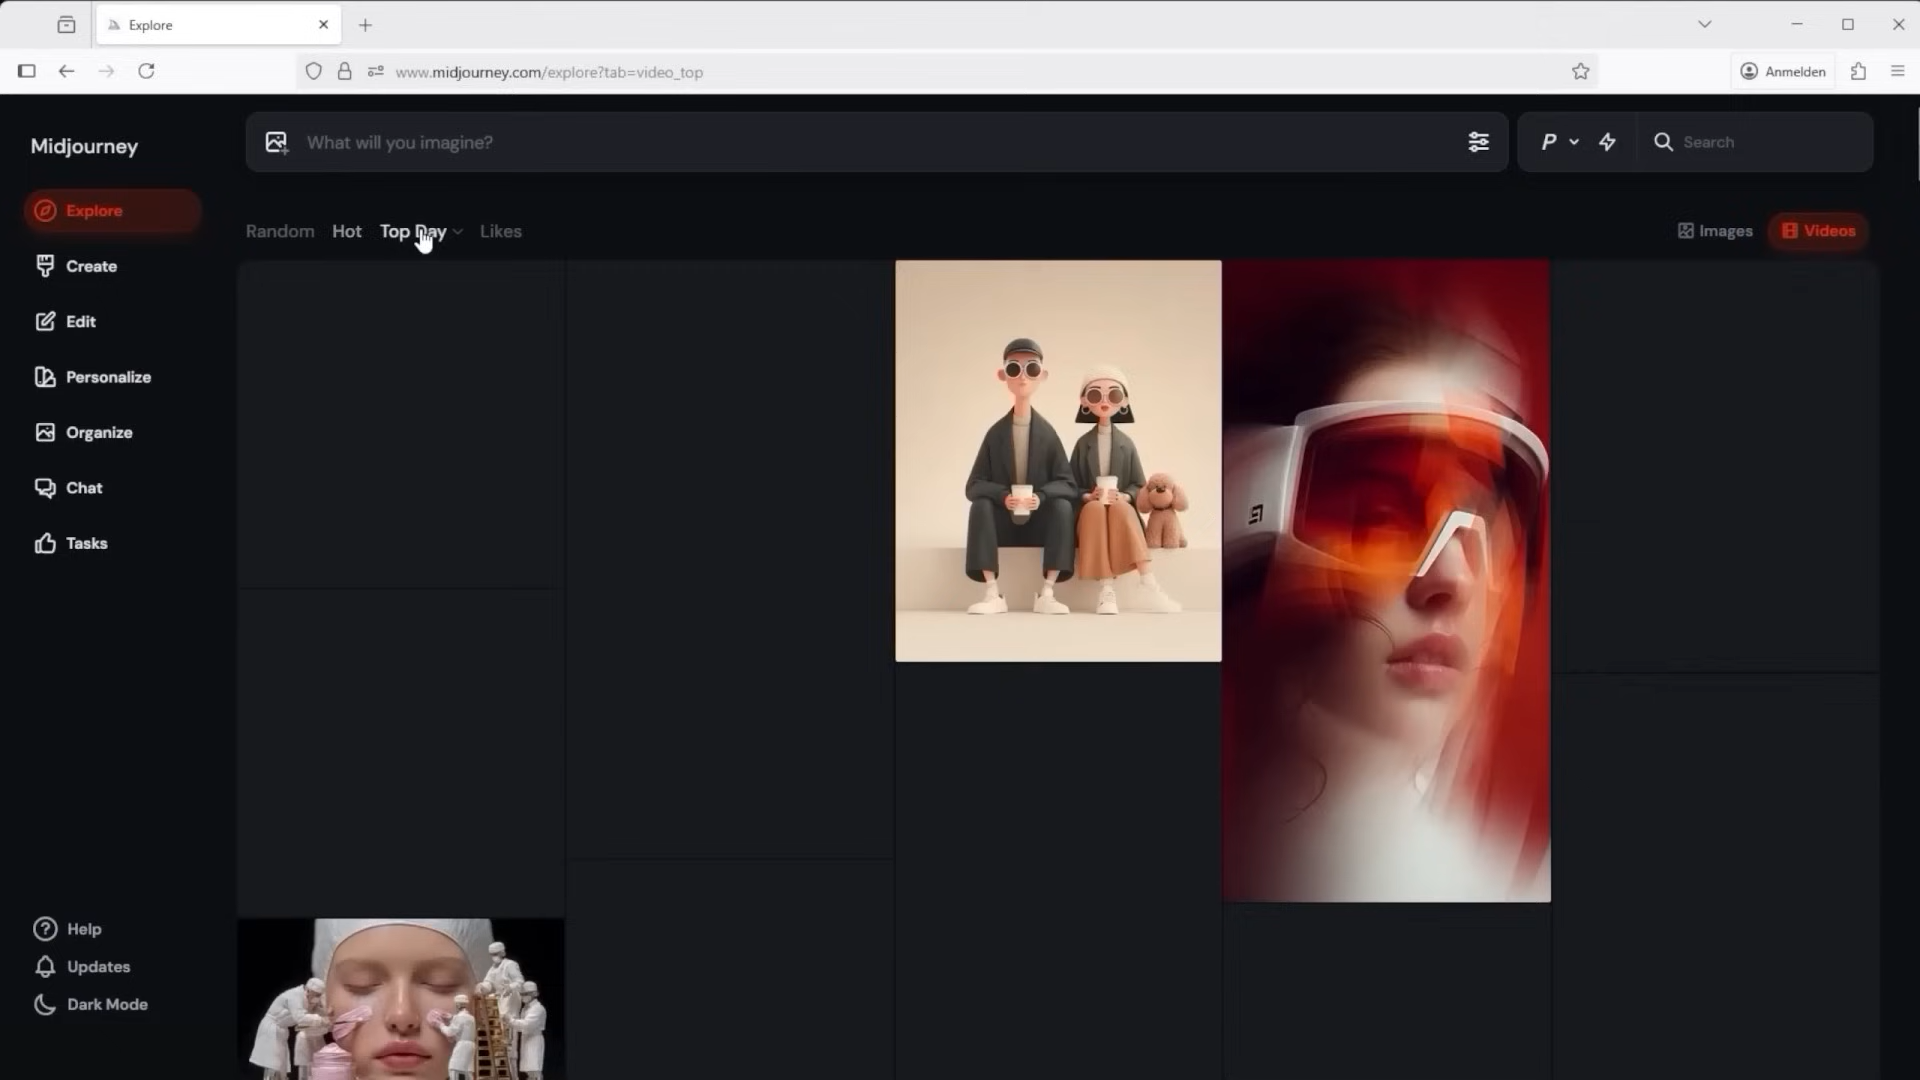 Explore
www.midjourney.com/explore?tab=video_top
Anmelden
Midjourney
What will you imagine?
P
Search
Explore
Create
Edit
Personalize
Organize
Chat
Tasks
Help
Updates
Dark Mode
Random Hot Top Day Likes
Images Videos